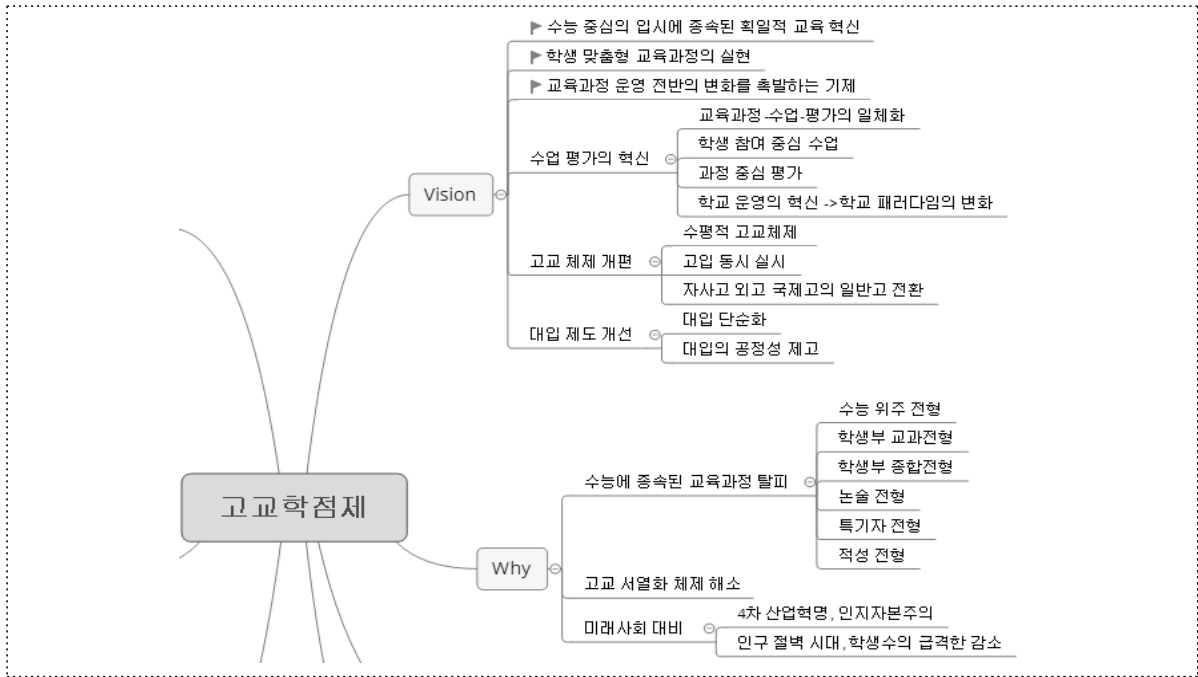 수능 중심의 입시에 종속된 획일적 교육 혁신
학생 맞춤형 교육과정의 실현
교육과정 운영 전반의 변화를 촉발하는 기제
교육과정-수업-평가의 일체화
학생 참여 중심 수업
수업 평가의 혁신
과정 중심 평가
Vision
학교 운영의 혁신 ->학교 패러다임의 변화
수평적 고교체제
고교 체제 개편
고입 동시 실시
자사고 외고 국제고의 일반고 전환
대입 제도 개선
대입 단순화
대입의 공정성 제고
수능 위주 전형
학생부 교과전형
학생부 종합전형
수능에 종속된 교육과정 탈피
논술 전형
고교학점제
특기자 전형
적성 전형
Why
고교 서열화 체제 해소
4차 산업혁명, 인지자본주의
미래사회 대비
인구 절벽 시대,학생수의 급격한 감소